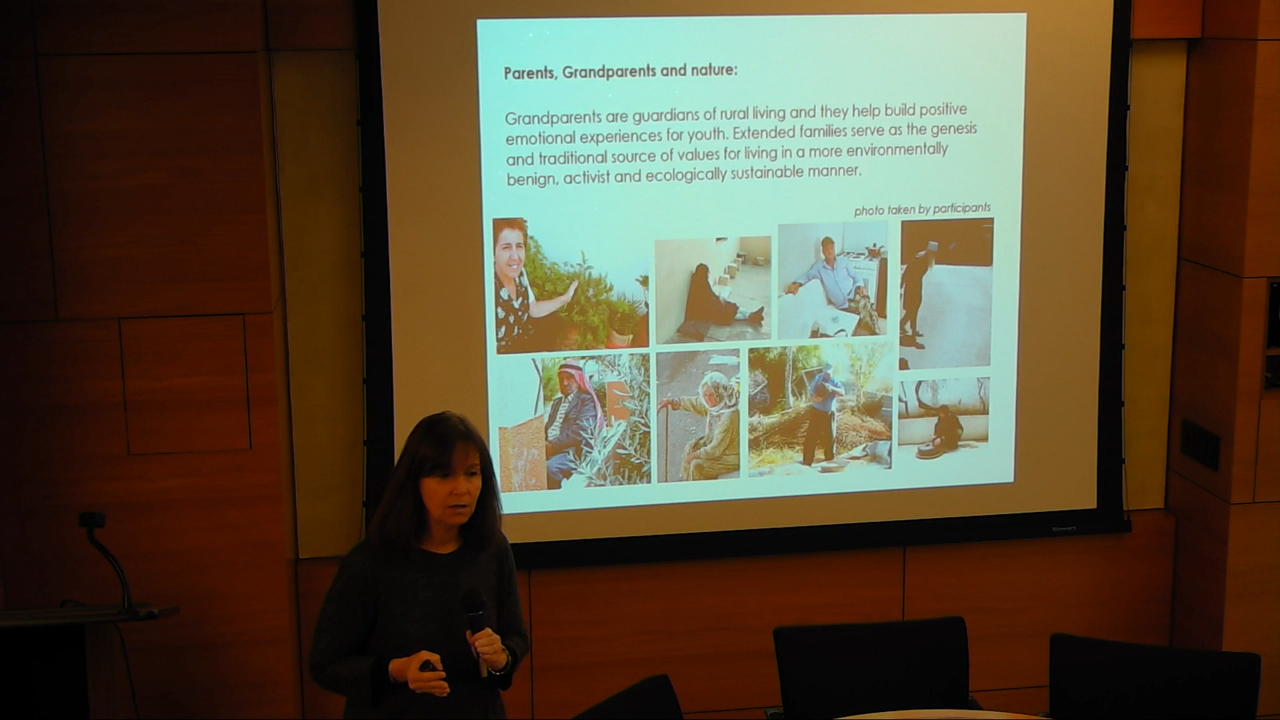 Parents, Grandparents and nature:
Grandparents are guardians of rural living and they help build positive
emotional experiences for youth. Extended families serve as the genesis
and traditional source of values for living in a more environmentally
benign, activist and ecologically sustainable manner.
photo taken by participants